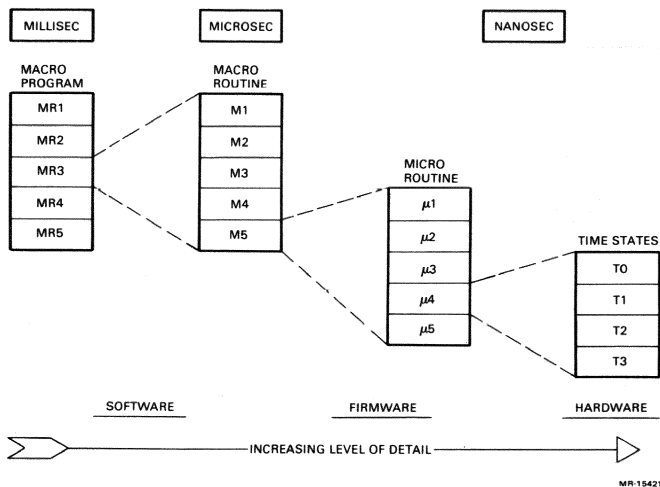 MILLISEC
MICROSEC
NANOSEC
MACRO
PROGRAM
MR1
MR2
MR3
MR4
MR5
MACRO
ROUTINE
M1
M2
M3
M4
M5
MICRO
ROUTINE
μ1
μ2
μ3
μ4
μ5
TIME STATES
T0
T1
T2
T3
SOFTWARE
FIRMWARE
HARDWARE
INCREASING LEVEL OF DETAIL
MR-15421